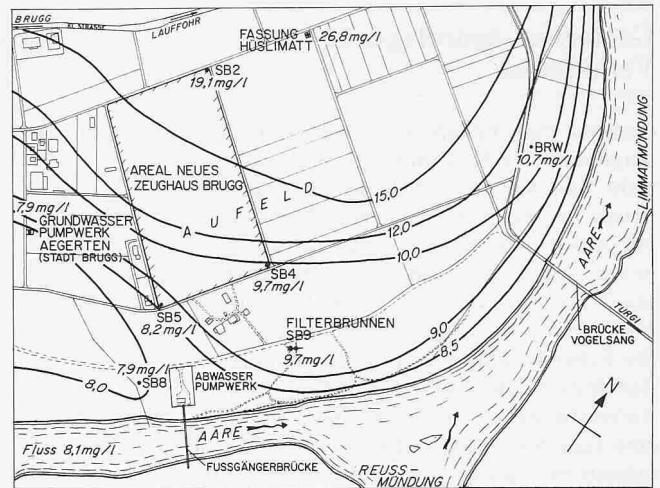 BRUGG
KL. STRASSE
LAUFFOHR
FASSUNG
HÜSLIMATT
26,8 mg/l
SB2
19,1 mg/l
BRW
10,7 mg/l
LIMMATMÜNDUNG
AREAL NEUES
ZEUGHAUS BRUGG
AUFELD
15,0
12,0
10,0
7,9 mg/l
GRUNDWASSER
PUMPWERK
AEGERTEN
(STADT BRUGG)
SB4
9,7 mg/l
AARE
SB5
8,2 mg/l
FILTERBRUNNEN
SB9
9,7 mg/l
9,0
8,5
TURGI
BRÜCKE
VOGELSANG
7,9 mg/l
SB8
8,0
ABWASSER
PUMPWERK
N
AARE
Fluss 8,1 mg/l
FUSSGÄNGERBRÜCKE
REUSS-
MÜNDUNG